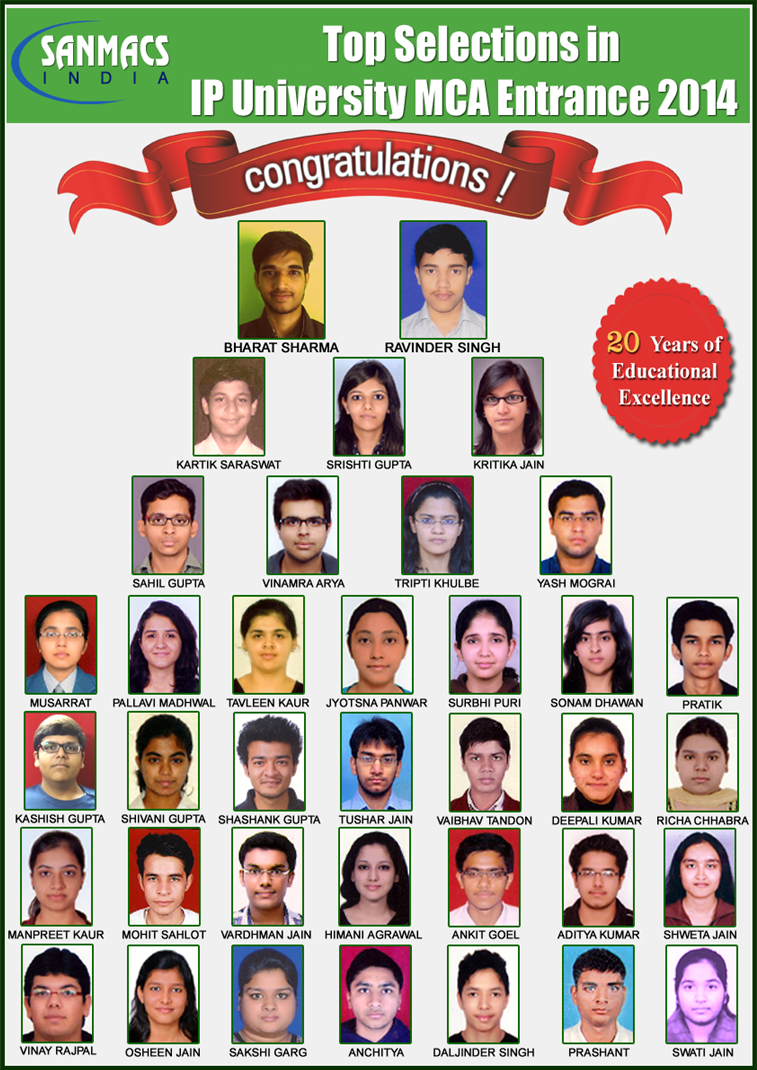 SANMACS
INDIA
Top Selections in
IP University MCA Entrance 2014
congratulations !
BHARAT SHARMA RAVINDER SINGH
20 Years of
Educational
Excellence
KARTIK SARASWAT SRISHTI GUPTA KRITIKA JAIN
SAHIL GUPTA VINAMRA ARYA TRIPTI KHULBE YASH MOGRAI
MUSARRAT PALLAVI MADHWAL TAVLEEN KAUR JYOTSNA PANWAR SURBHI PURI SONAM DHAWAN PRATIK
KASHISH GUPTA SHIVANI GUPTA SHASHANK GUPTA TUSHAR JAIN VAIBHAV TANDON DEEPALI KUMAR RICHA CHHABRA
MANPREET KAUR MOHIT SAHLOT VARDHMAN JAIN HIMANI AGRAWAL ANKIT GOEL ADITYA KUMAR SHWETA JAIN
VINAY RAJPAL OSHEEN JAIN SAKSHI GARG ANCHITYA DALJINDER SINGH PRASHANT SWATI JAIN